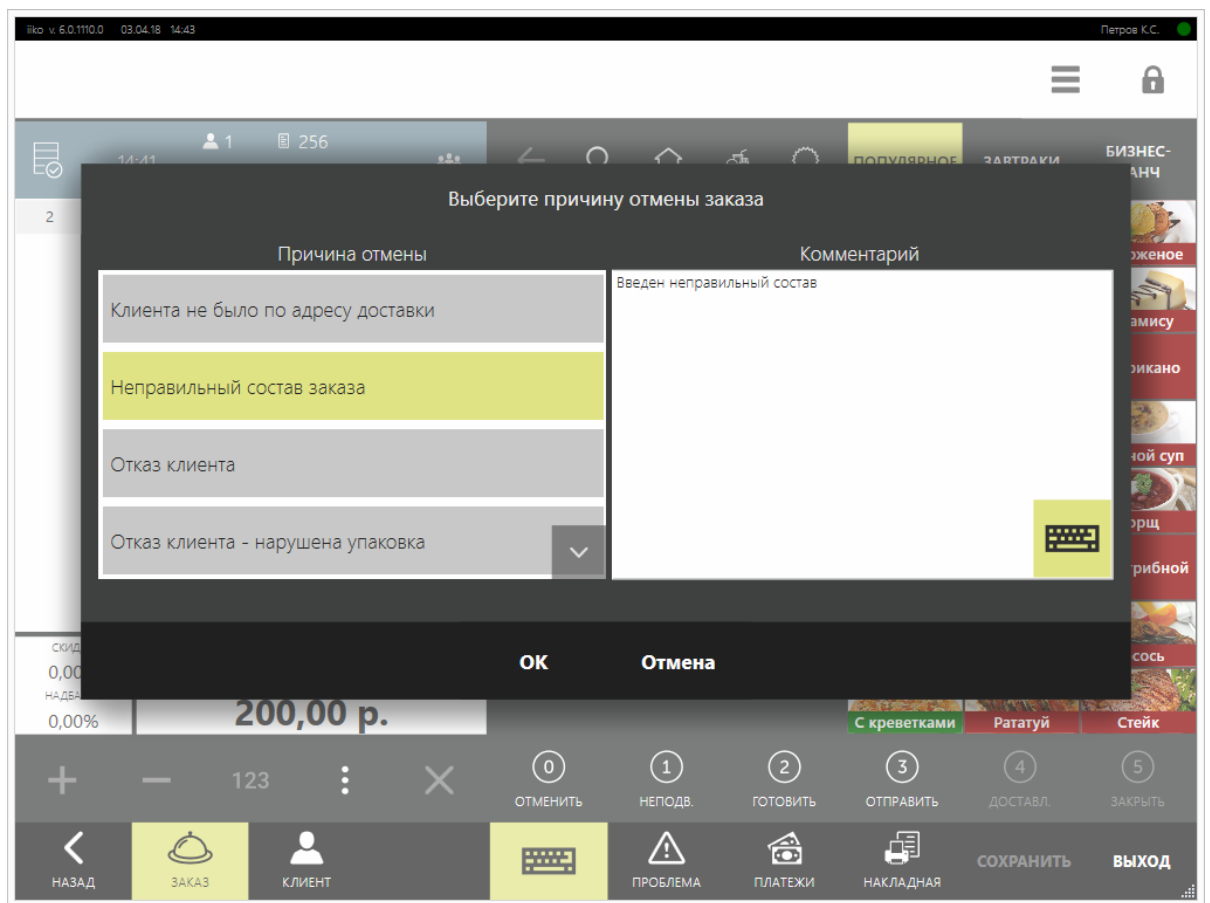 iiko v. 6.0.1110.0 03.04.18 14:43 Петров К.С.
1 256
14:41
ПОПУЛЯРНОЕ ЗАВТРАКИ БИЗНЕС-
2
Выберите причину отмены заказа
Причина отмены Комментарий
Клиента не было по адресу доставки
Неправильный состав заказа
Отказ клиента
Отказ клиента - нарушена упаковка
Введен неправильный состав
OK Отмена
0,00%
200,00 р.
С креветками Рататуй Стейк
123
0 1 2 3 4 5
ОТМЕНИТЬ НЕПОДВ. ГОТОВИТЬ ОТПРАВИТЬ ДОСТАВЛ. ЗАКРЫТЬ
НАЗАД ЗАКАЗ КЛИЕНТ ПРОБЛЕМА ПЛАТЕЖИ НАКЛАДНАЯ СОХРАНИТЬ ВЫХОД